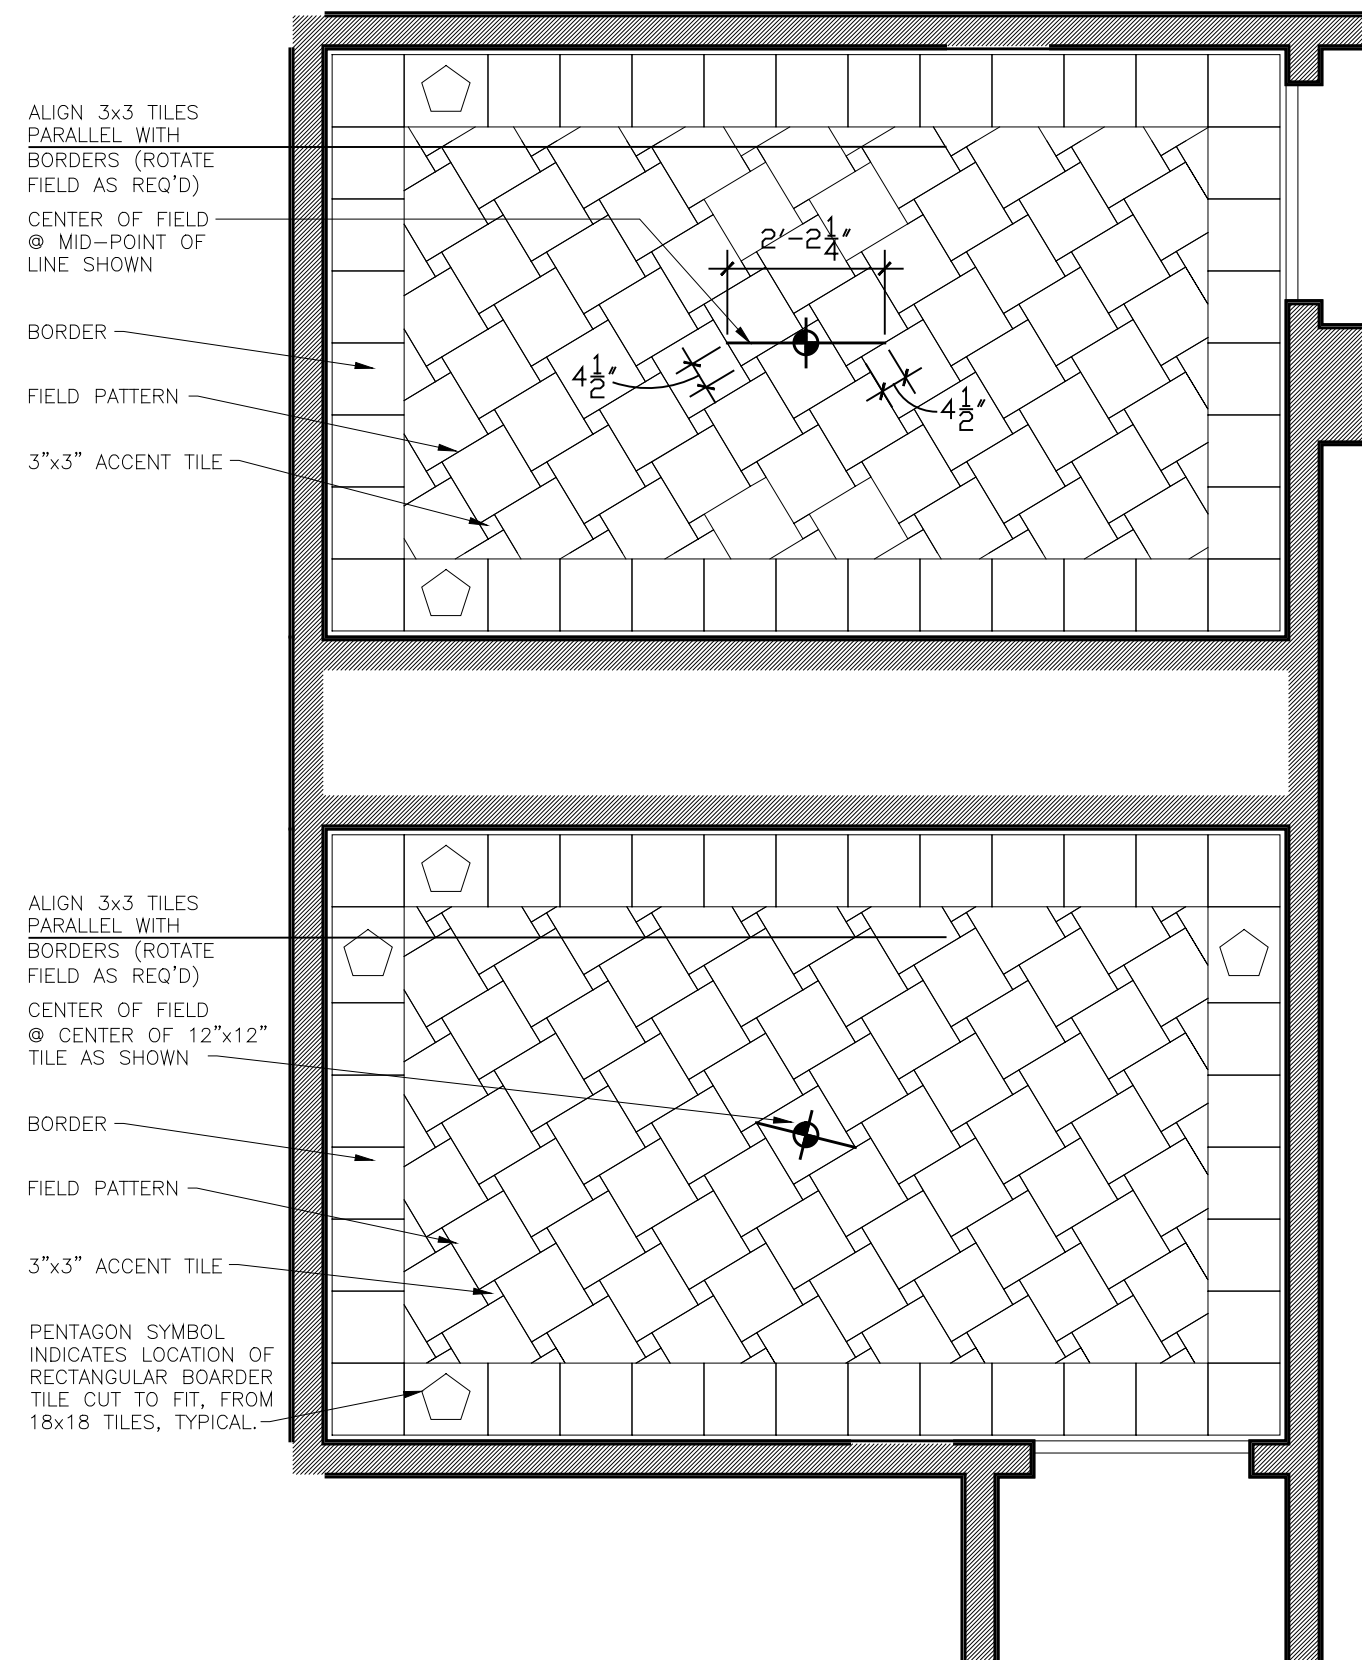 ALIGN 3x3 TILES
PARALLEL WITH
BORDERS (ROTATE
FIELD AS REQ'D)
CENTER OF FIELD
@ MID-POINT OF
LINE SHOWN
2'-2 1/4"
BORDER
4 1/2"
4 1/2"
FIELD PATTERN
3"x3" ACCENT TILE
ALIGN 3x3 TILES
PARALLEL WITH
BORDERS (ROTATE
FIELD AS REQ'D)
CENTER OF FIELD
@ CENTER OF 12"x12"
TILE AS SHOWN
BORDER
FIELD PATTERN
3"x3" ACCENT TILE
PENTAGON SYMBOL
INDICATES LOCATION OF
RECTANGULAR BOARDER
TILE CUT TO FIT, FROM
18x18 TILES, TYPICAL.